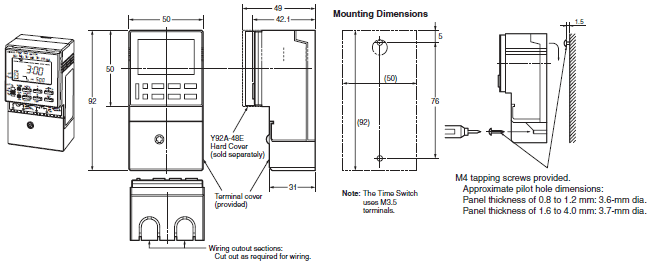 49
42.1
50
50
92
3:00
Y92A-48E
Hard Cover
(sold separately)
Terminal cover
(provided)
31
Wiring cutout sections:
Cut out as required for wiring.
Mounting Dimensions
5
(50)
76
(92)
Note: The Time Switch
uses M3.5
terminals.
1.5
M4 tapping screws provided.
Approximate pilot hole dimensions:
Panel thickness of 0.8 to 1.2 mm: 3.6-mm dia.
Panel thickness of 1.6 to 4.0 mm: 3.7-mm dia.